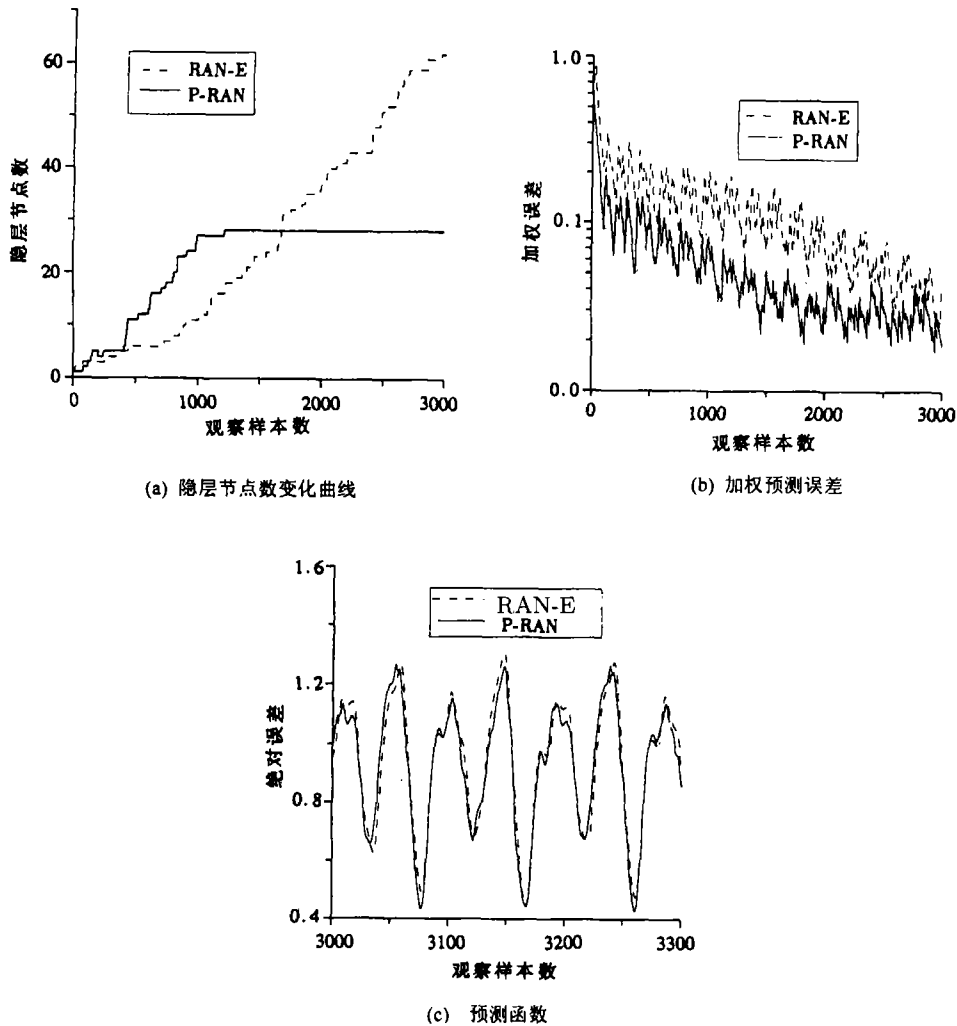 60
40
20
0
RAN-E
P-RAN
隐层节点数
0
1000
2000
3000
观察样本数
(a) 隐层节点数变化曲线
1.0
0.1
0.0
RAN-E
P-RAN
加权误差
0
1000
2000
3000
观察样本数
(b) 加权预测误差
1.6
1.2
0.8
0.4
RAN-E
P-RAN
绝对误差
3000
3100
3200
3300
观察样本数
(c) 预测函数